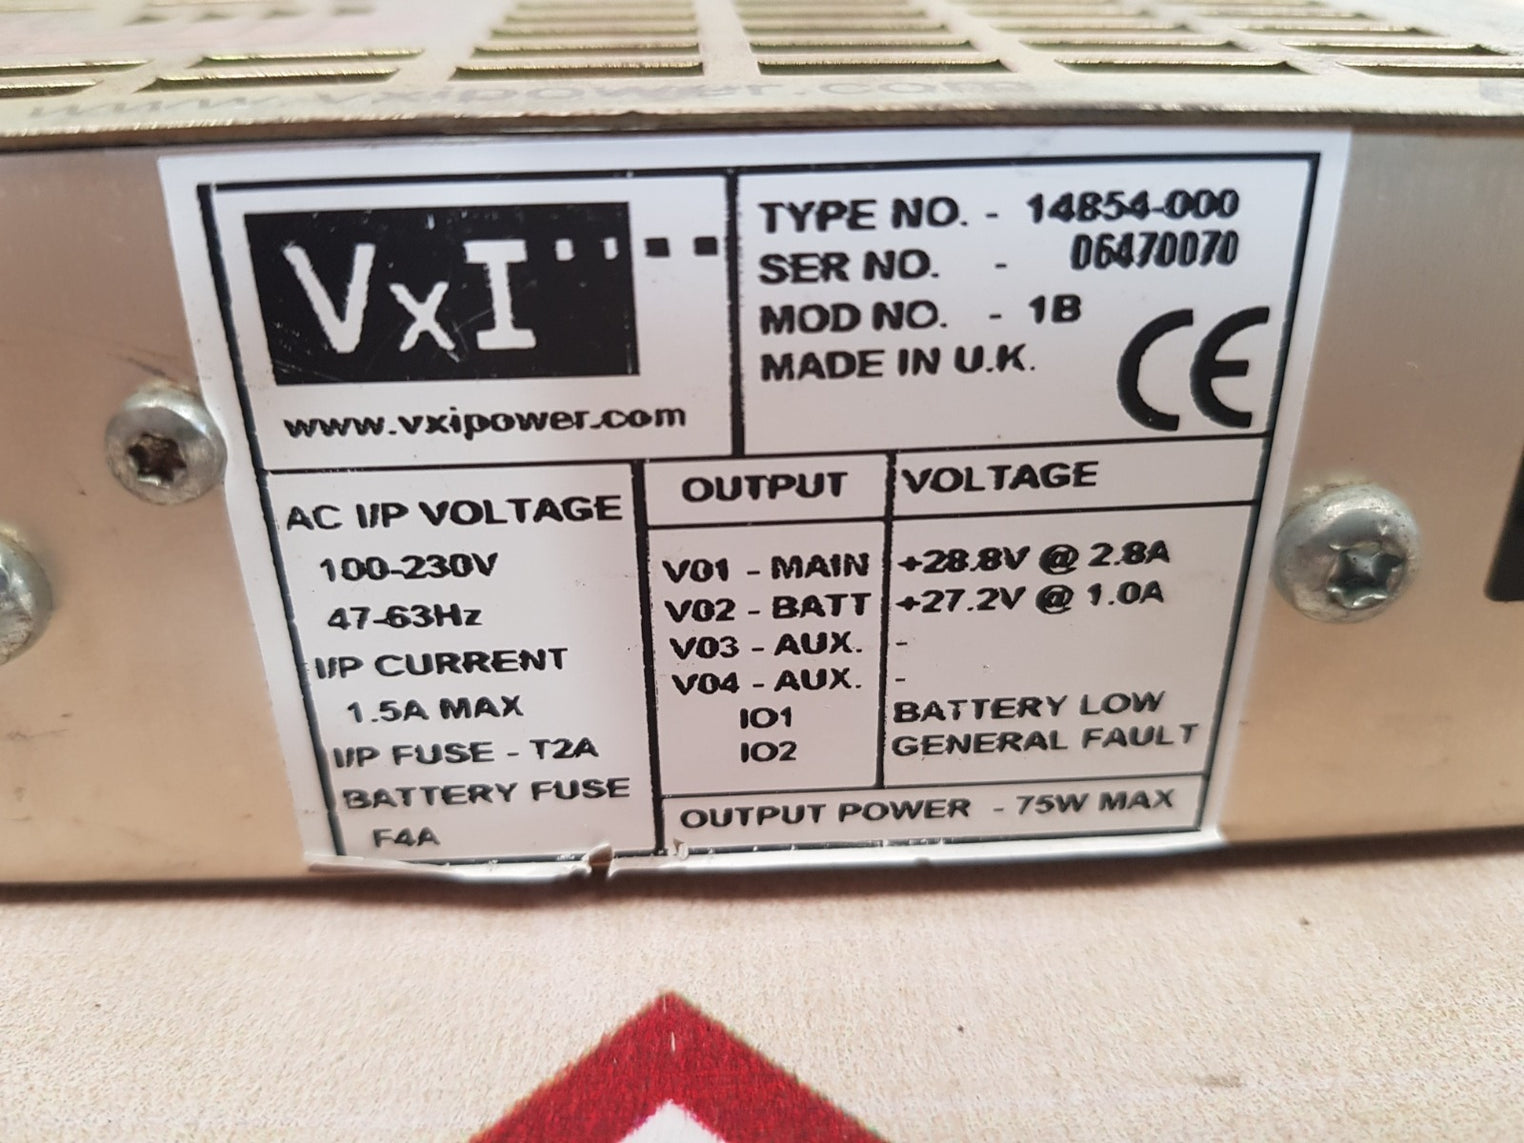 www.vxipower.com
VxI
www.vxipower.com
TYPE NO. - 14854-000
SER NO. - 06470070
MOD NO. - 1B
MADE IN U.K.
CE
AC I/P VOLTAGE
100-230V
47-63Hz
I/P CURRENT
1.5A MAX
I/P FUSE - T2A
BATTERY FUSE
F4A
OUTPUT VOLTAGE
V01 - MAIN +28.8V @ 2.8A
V02 - BATT +27.2V @ 1.0A
V03 - AUX. -
V04 - AUX. -
IO1 BATTERY LOW
IO2 GENERAL FAULT
OUTPUT POWER - 75W MAX